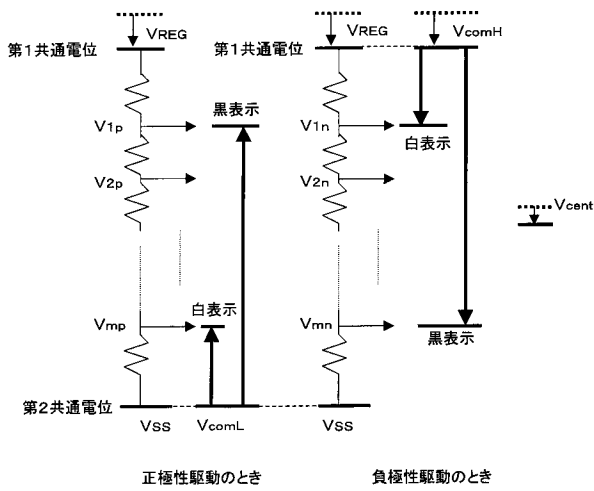 VREG
第1共通電位
V1p
黒表示
V2p
白表示
Vmp
第2共通電位
VSS
VcomL
正極性駆動のとき
VREG
VcomH
第1共通電位
V1n
白表示
V2n
Vcent
Vmn
黒表示
VSS
負極性駆動のとき